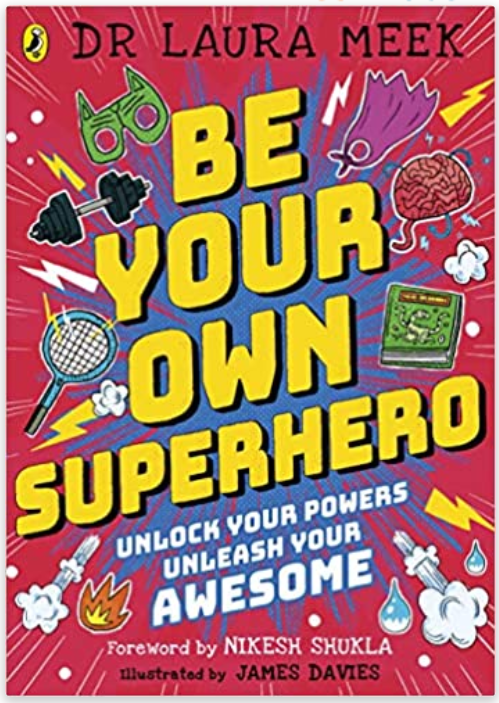 DR LAURA MEEK
BE
YOUR
OWN
SUPERHERO
UNLOCK YOUR POWERS
UNLEASH YOUR
AWESOME
Foreword by NIKESH SHUKLA
Illustrated by JAMES DAVIES